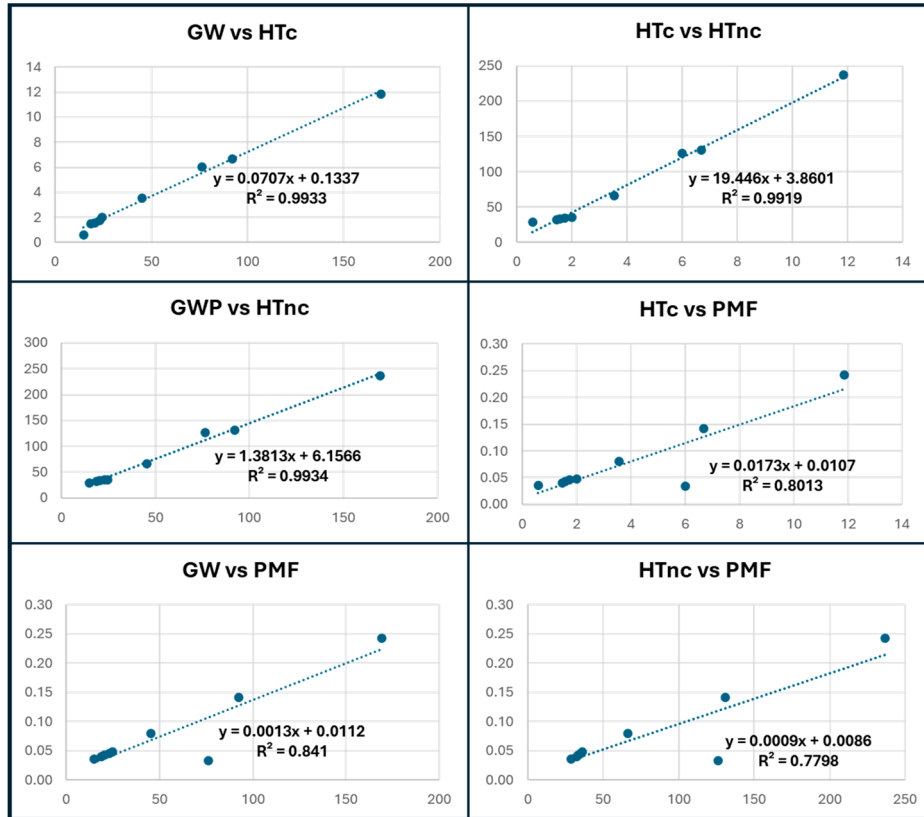 GW vs HTc
14
12
10
8
6
4
2
0
0 50 100 150 200
y = 0.0707x + 0.1337
R² = 0.9933
HTc vs HTnc
250
200
150
100
50
0
0 2 4 6 8 10 12 14
y = 19.446x + 3.8601
R² = 0.9919
GWP vs HTnc
300
250
200
150
100
50
0
0 50 100 150 200
y = 1.3813x + 6.1566
R² = 0.9934
HTc vs PMF
0.30
0.25
0.20
0.15
0.10
0.05
0.00
0 2 4 6 8 10 12 14
y = 0.0173x + 0.0107
R² = 0.8013
GW vs PMF
0.30
0.25
0.20
0.15
0.10
0.05
0.00
0 50 100 150 200
y = 0.0013x + 0.0112
R² = 0.841
HTnc vs PMF
0.30
0.25
0.20
0.15
0.10
0.05
0.00
0 50 100 150 200 250
y = 0.0009x + 0.0086
R² = 0.7798